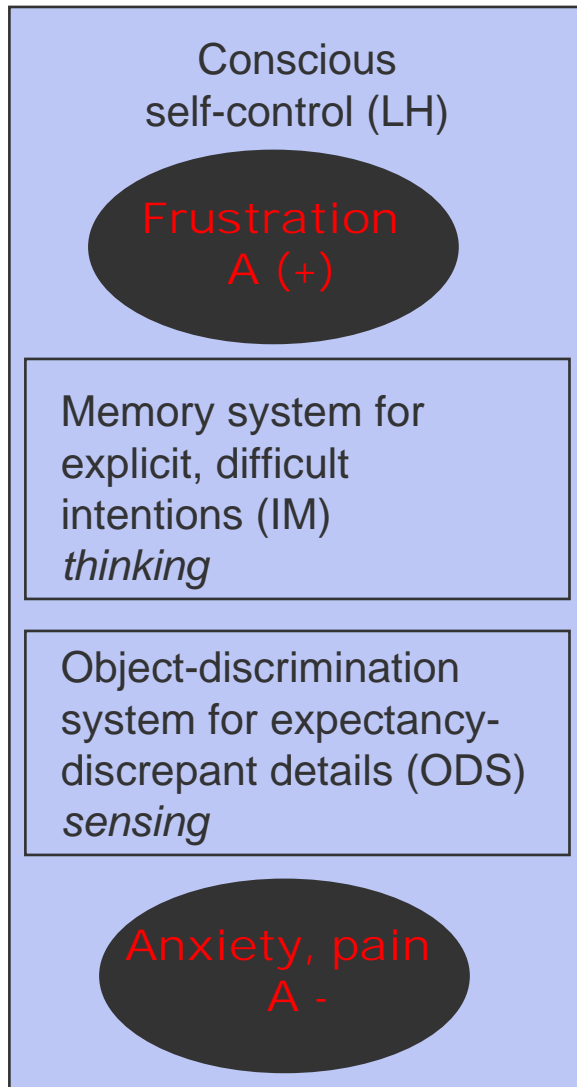 Conscious
self-control (LH)
Frustration
A (+)
Memory system for
explicit, difficult
intentions (IM)
thinking
Object-discrimination
system for expectancy-
discrepant details (ODS)
sensing
Anxiety, pain
A -